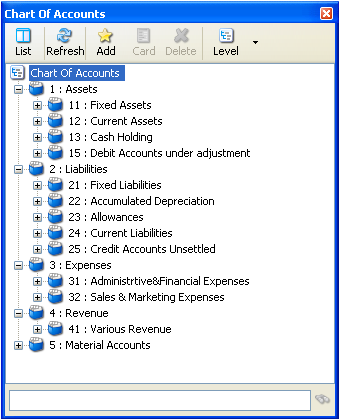 Chart Of Accounts
List Refresh Add Card Delete Level
Chart Of Accounts
1 : Assets
11 : Fixed Assets
12 : Current Assets
13 : Cash Holding
15 : Debit Accounts under adjustment
2 : Liabilities
21 : Fixed Liabilities
22 : Accumulated Depreciation
23 : Allowances
24 : Current Liabilities
25 : Credit Accounts Unsettled
3 : Expenses
31 : Administrtive&Financial Expenses
32 : Sales & Marketing Expenses
4 : Revenue
41 : Various Revenue
5 : Material Accounts